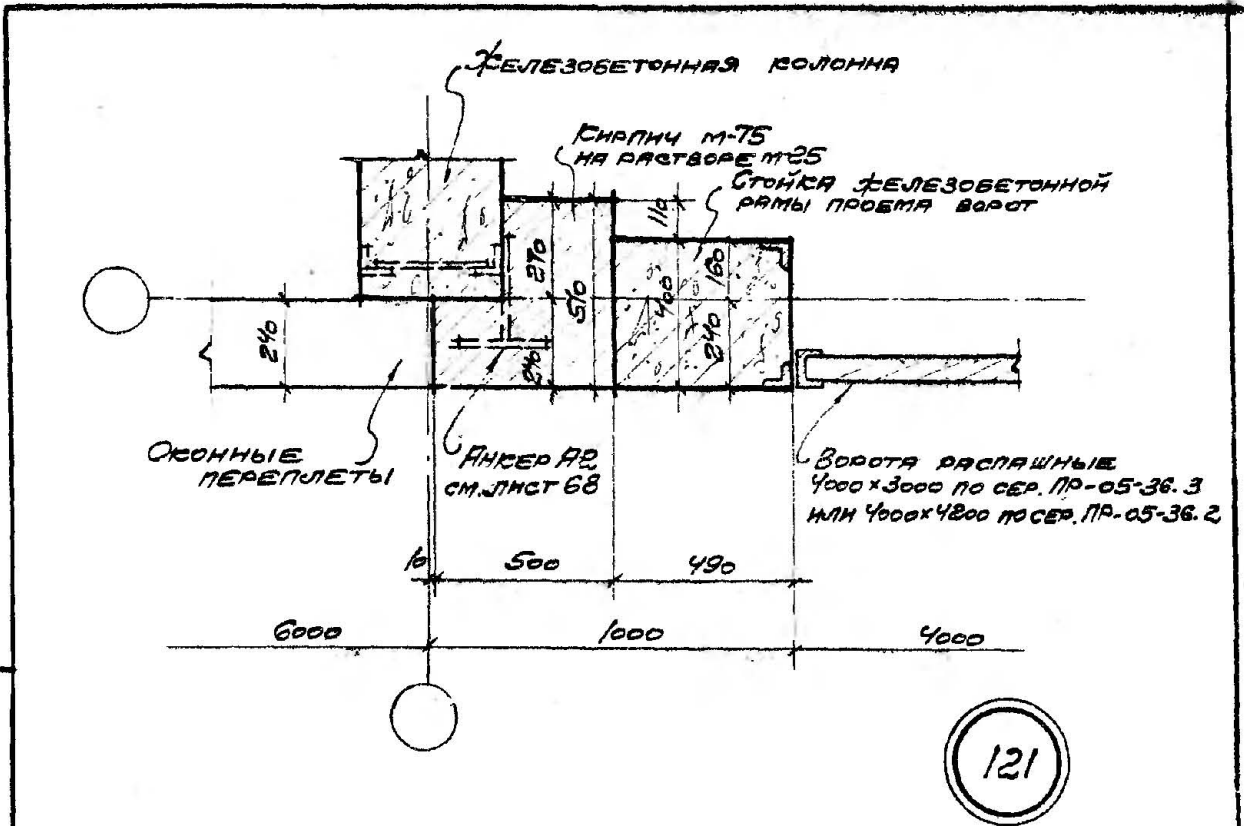 Железобетонная колонна
Кирпич м-75
на растворе м-25
Стойка железобетонной
рамы проема ворот
110
270
510
400
160
240
240
240
Оконные
переплеты
Анкер А2
см. лист 68
Ворота распашные
4000×3000 по сер. ПР-05-36.3
или 4000×4200 по сер. ПР-05-36.2
10
500
490
6000
1000
4000
121